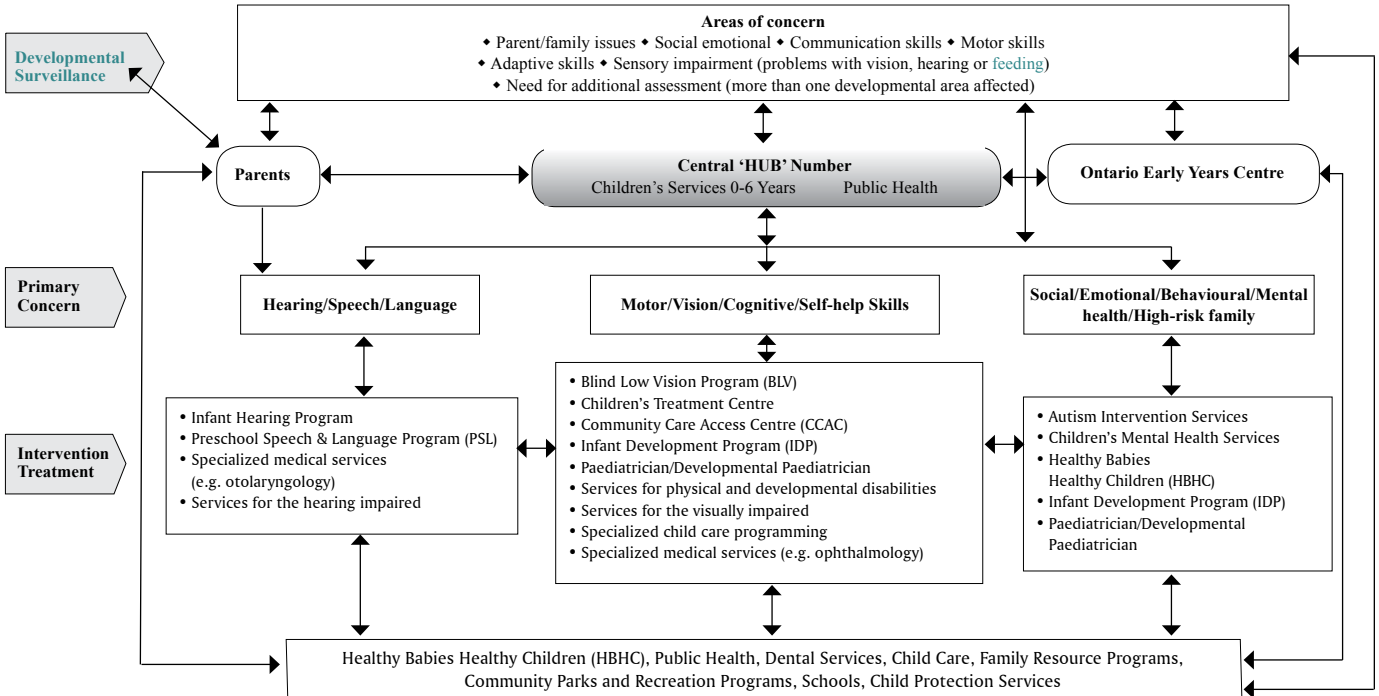 Areas of concern
◆ Parent/family issues ◆ Social emotional ◆ Communication skills ◆ Motor skills
◆ Adaptive skills ◆ Sensory impairment (problems with vision, hearing or feeding)
◆ Need for additional assessment (more than one developmental area affected)
Developmental
Surveillance
Parents
Central ‘HUB’ Number
Children’s Services 0-6 Years Public Health
Ontario Early Years Centre
Primary
Concern
Hearing/Speech/Language
Motor/Vision/Cognitive/Self-help Skills
Social/Emotional/Behavioural/Mental
health/High-risk family
Intervention
Treatment
• Infant Hearing Program
• Preschool Speech & Language Program (PSL)
• Specialized medical services
(e.g. otolaryngology)
• Services for the hearing impaired
• Blind Low Vision Program (BLV)
• Children’s Treatment Centre
• Community Care Access Centre (CCAC)
• Infant Development Program (IDP)
• Paediatrician/Developmental Paediatrician
• Services for physical and developmental disabilities
• Services for the visually impaired
• Specialized child care programming
• Specialized medical services (e.g. ophthalmology)
• Autism Intervention Services
• Children’s Mental Health Services
• Healthy Babies
Healthy Children (HBHC)
• Infant Development Program (IDP)
• Paediatrician/Developmental
Paediatrician
Healthy Babies Healthy Children (HBHC), Public Health, Dental Services, Child Care, Family Resource Programs,
Community Parks and Recreation Programs, Schools, Child Protection Services